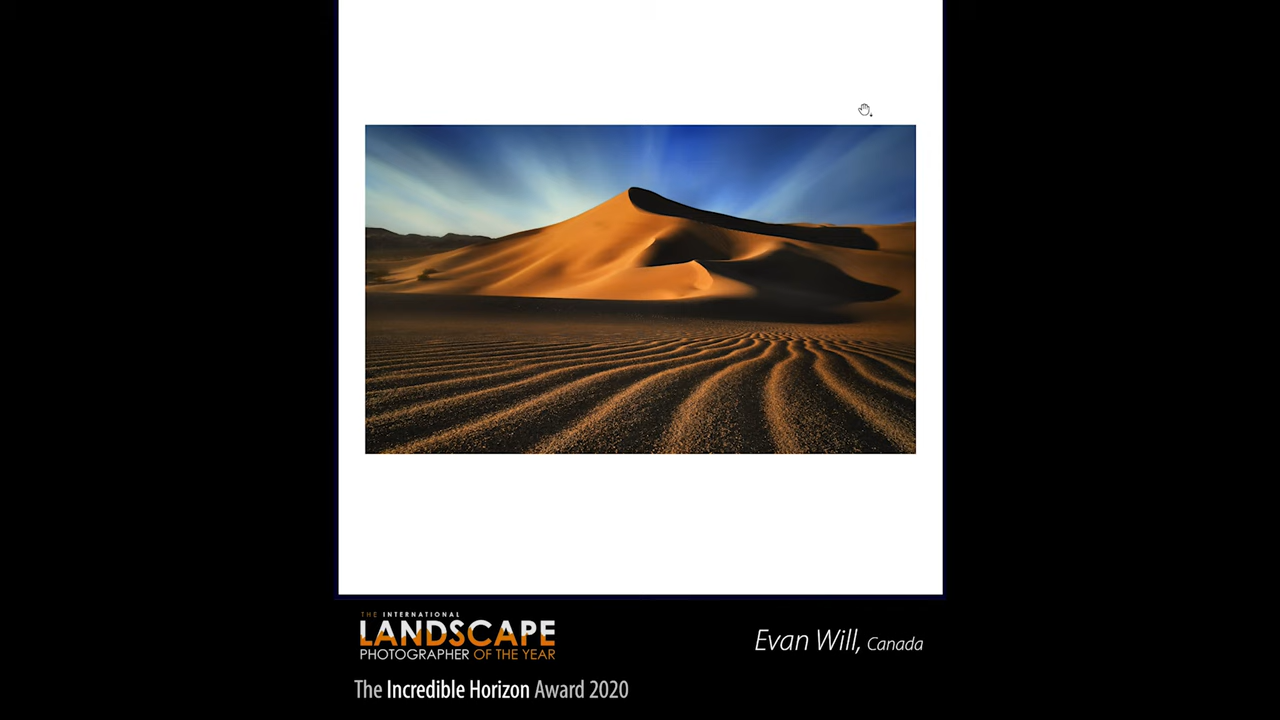 THE INTERNATIONAL
LANDSCAPE
PHOTOGRAPHER OF THE YEAR
Evan Will, Canada
The Incredible Horizon Award 2020